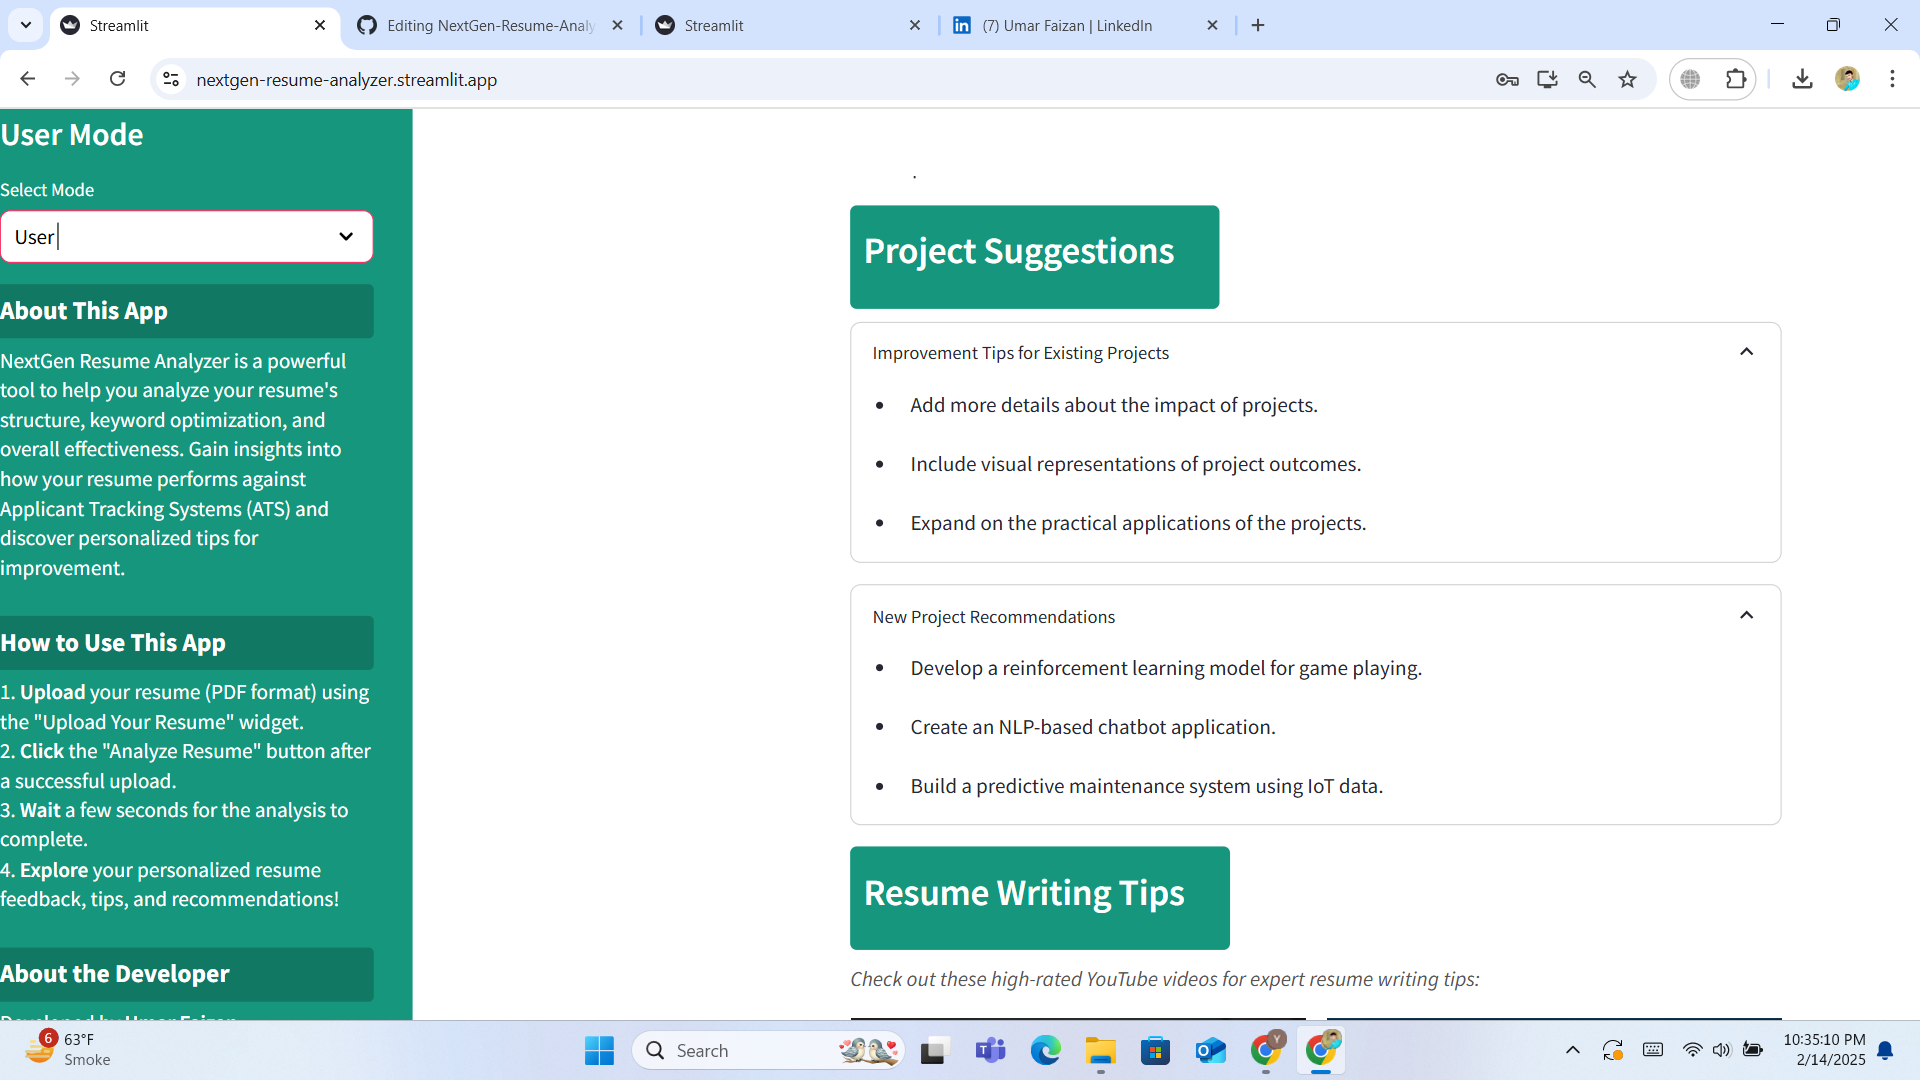 Streamlit
Editing NextGen-Resume-Analy
Streamlit
(7) Umar Faizan | LinkedIn
nextgen-resume-analyzer.streamlit.app
User Mode
Select Mode
User
About This App
NextGen Resume Analyzer is a powerful
tool to help you analyze your resume's
structure, keyword optimization, and
overall effectiveness. Gain insights into
how your resume performs against
Applicant Tracking Systems (ATS) and
discover personalized tips for
improvement.
How to Use This App
1. Upload your resume (PDF format) using
the "Upload Your Resume" widget.
2. Click the "Analyze Resume" button after
a successful upload.
3. Wait a few seconds for the analysis to
complete.
4. Explore your personalized resume
feedback, tips, and recommendations!
About the Developer
Developed by Umar Faizan
.
Project Suggestions
Improvement Tips for Existing Projects
• Add more details about the impact of projects.
• Include visual representations of project outcomes.
• Expand on the practical applications of the projects.
New Project Recommendations
• Develop a reinforcement learning model for game playing.
• Create an NLP-based chatbot application.
• Build a predictive maintenance system using IoT data.
Resume Writing Tips
Check out these high-rated YouTube videos for expert resume writing tips:
6
63°F
Smoke
Search
Y
10:35:10 PM
2/14/2025